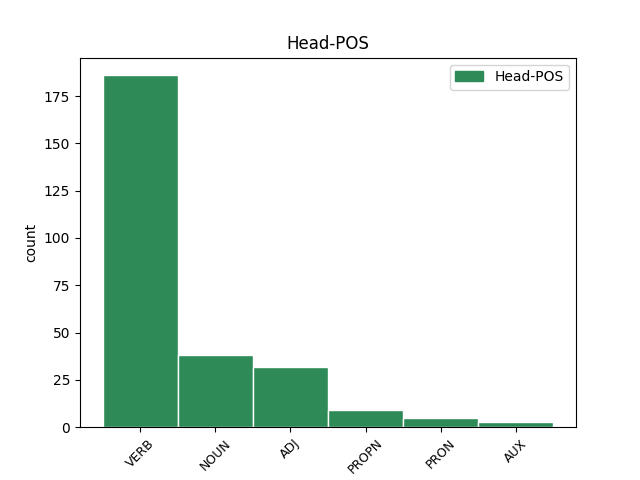 Head-POS
Head-POS
175
150
125
100
75
50
25
0
count
VERB
NOUN
ADJ
PROPN
PRON
AUX